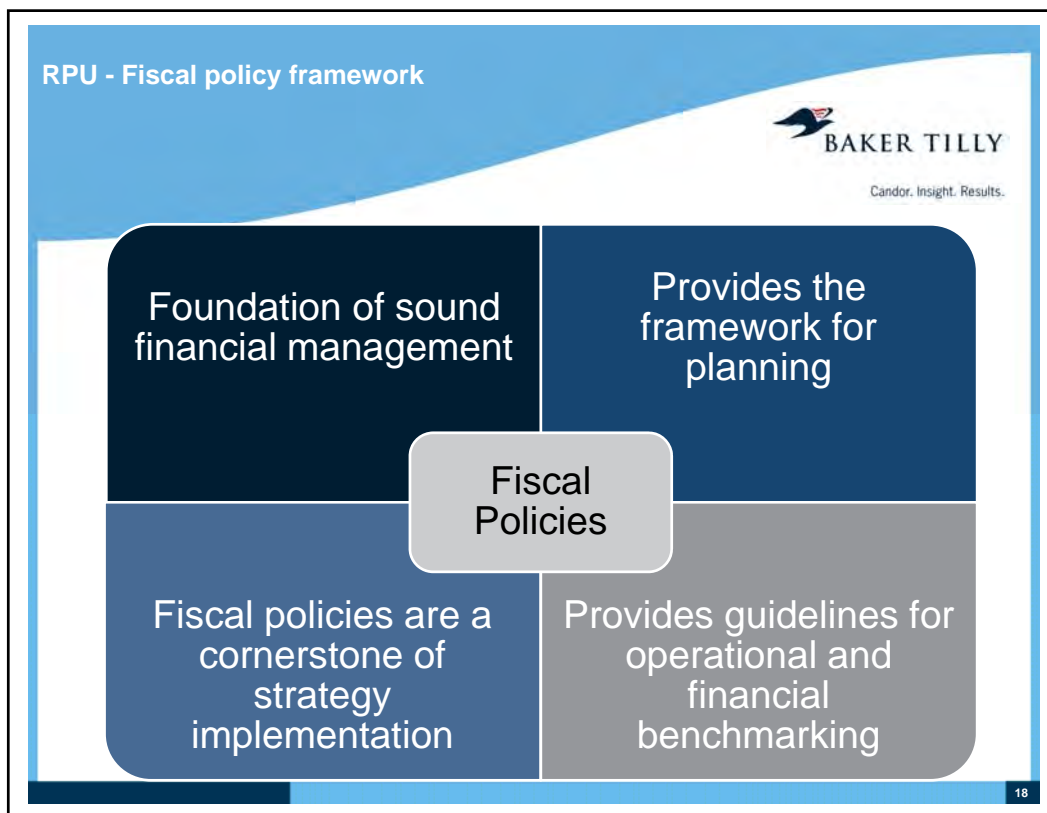 RPU - Fiscal policy framework
BAKER TILLY
Candor. Insight. Results.
Foundation of sound
financial management
Provides the
framework for
planning
Fiscal
Policies
Fiscal policies are a
cornerstone of
strategy
implementation
Provides guidelines for
operational and
financial
benchmarking
18